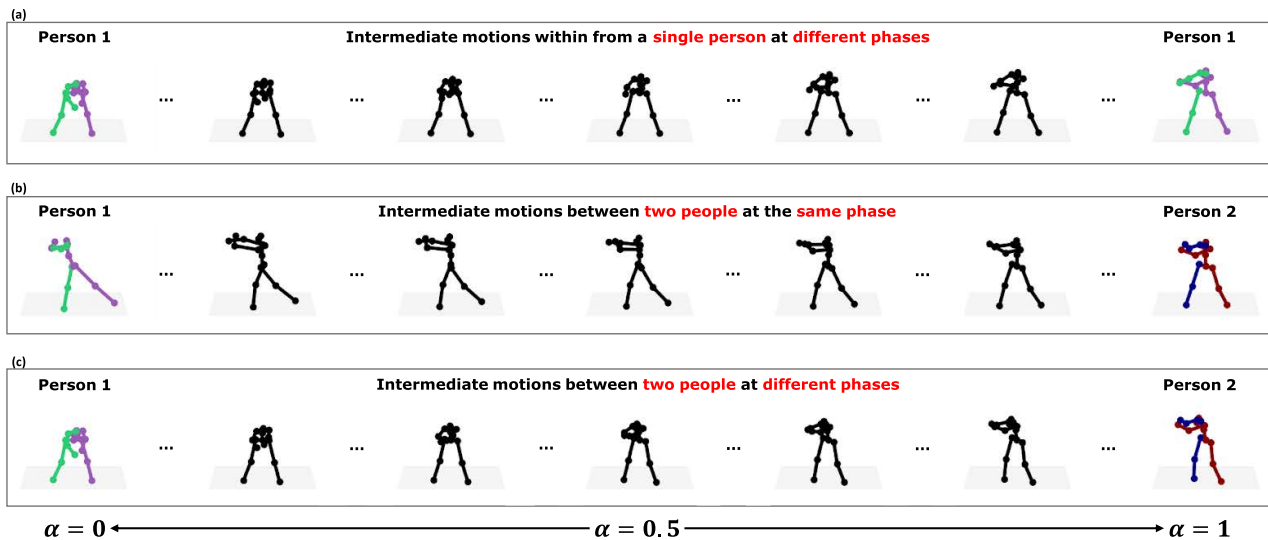 (a)
Person 1 Intermediate motions within from a single person at different phases Person 1
... ... ... ... ... ...
(b)
Person 1 Intermediate motions between two people at the same phase Person 2
... ... ... ... ... ...
(c)
Person 1 Intermediate motions between two people at different phases Person 2
... ... ... ... ... ...
α = 0 α = 0.5 α = 1